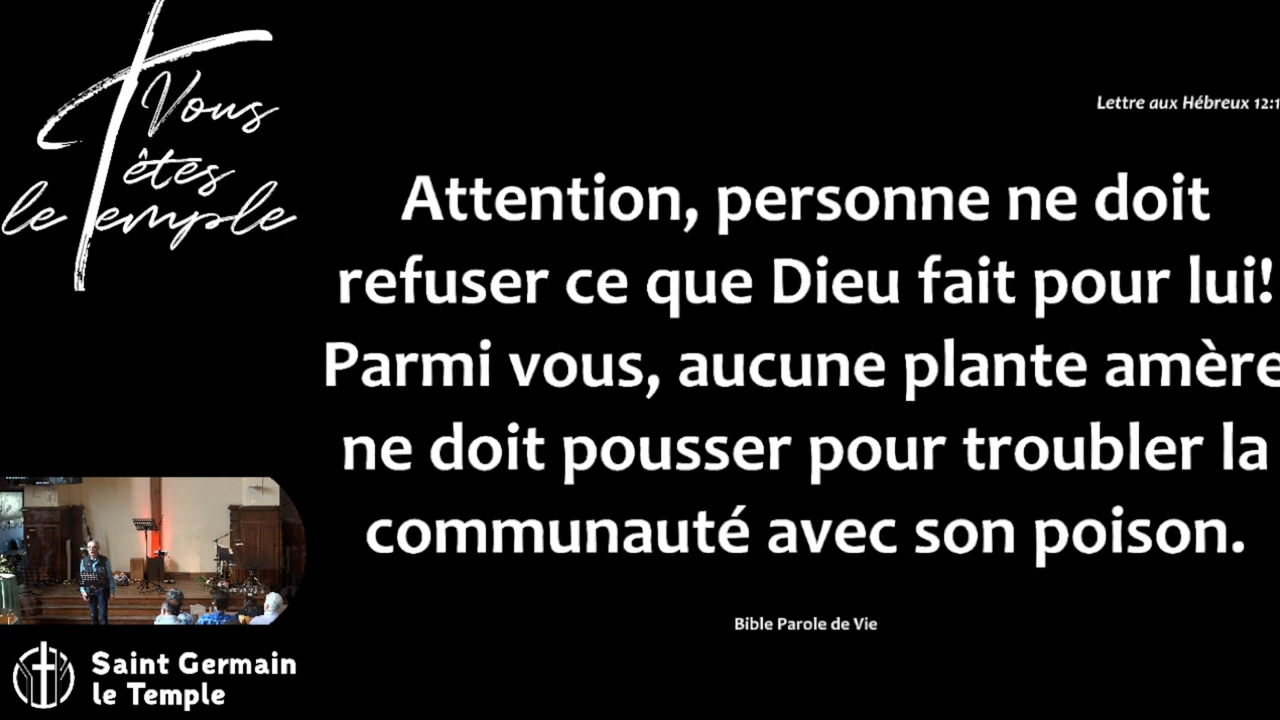 Vous
êtes
le Temple
Lettre aux Hébreux 12:1
Attention, personne ne doit
refuser ce que Dieu fait pour lui!
Parmi vous, aucune plante amère
ne doit pousser pour troubler la
communauté avec son poison.
Bible Parole de Vie
Saint Germain
le Temple